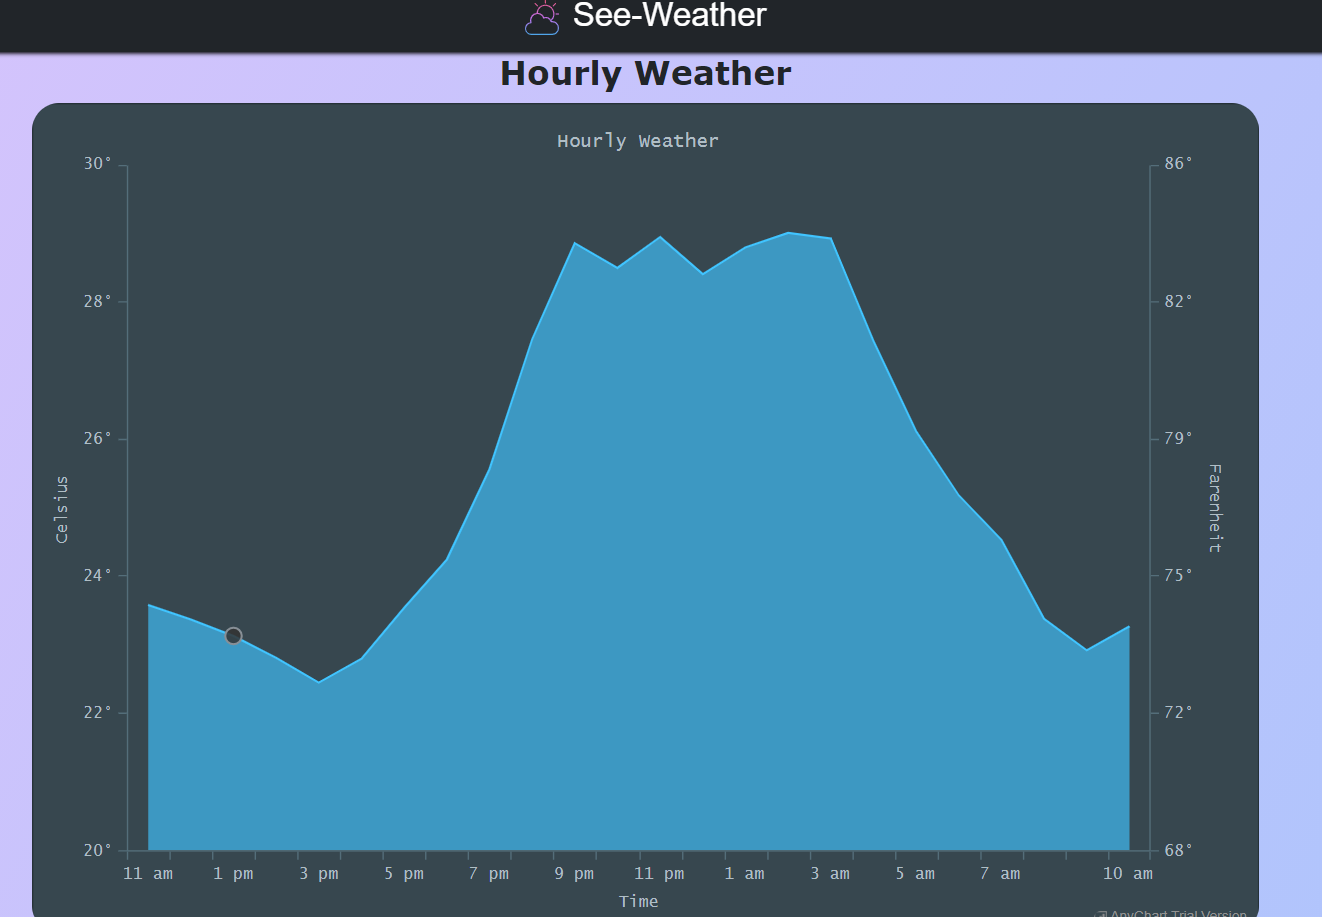 See-Weather
Hourly Weather
Hourly Weather
30°
86°
28°
82°
26°
79°
Celsius
Farenheit
24°
75°
22°
72°
20°
68°
11 am 1 pm 3 pm 5 pm 7 pm 9 pm 11 pm 1 am 3 am 5 am 7 am 10 am
Time
AnyChart Trial Version